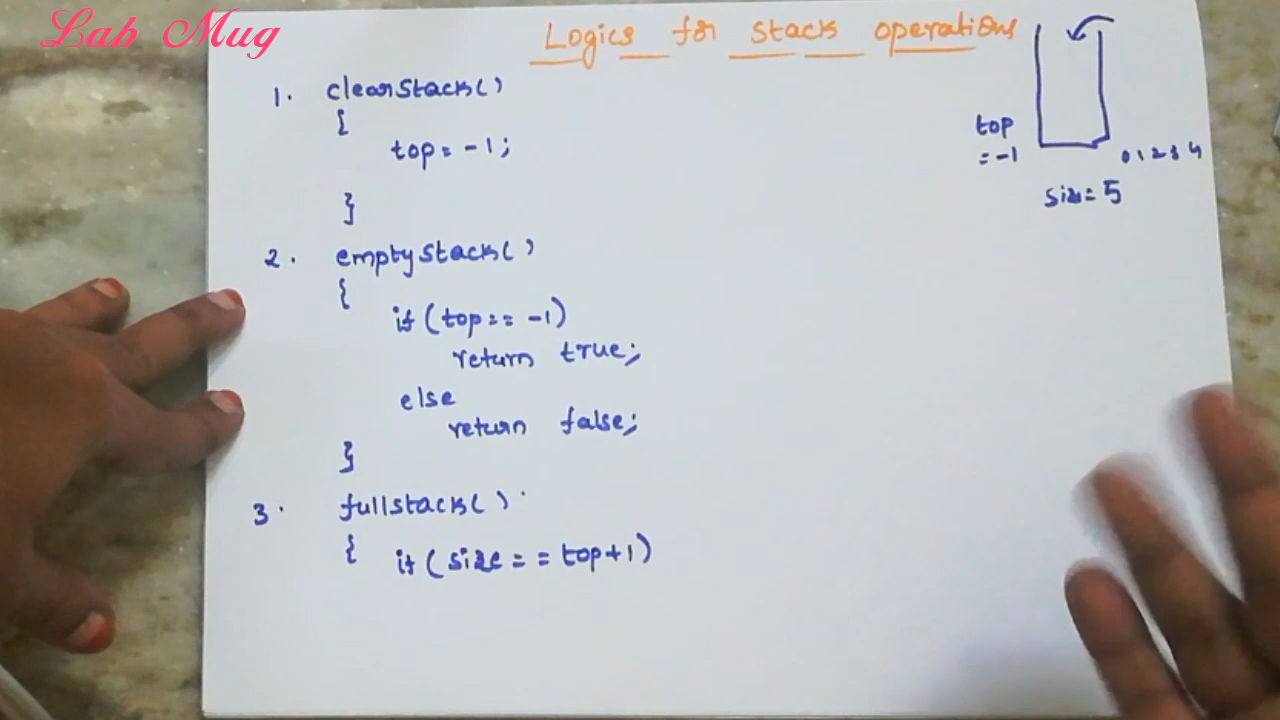 Lab Mug
Logics for stack operations
1. clearStack()
{
top = -1;
}
2. emptyStack()
{
if (top == -1)
return true;
else
return false;
}
3. fullstack()
{ if (size == top+1)
top
= -1
0 1 2 3 4
size = 5